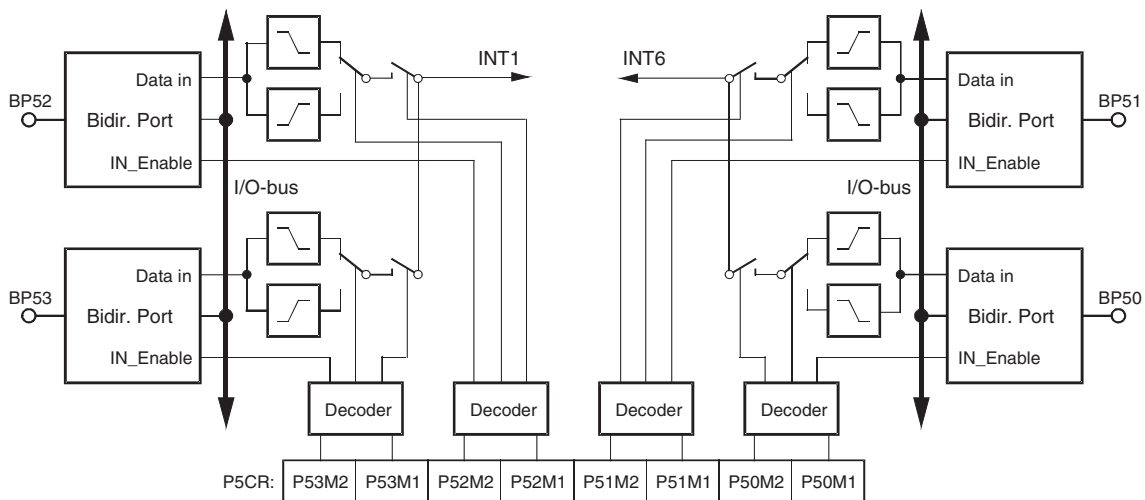 INT1 INT6
Data in Data in
BP52 BP51
Bidir. Port Bidir. Port
IN_Enable IN_Enable
I/O-bus I/O-bus
Data in Data in
BP53 BP50
Bidir. Port Bidir. Port
IN_Enable IN_Enable
Decoder Decoder Decoder Decoder
P5CR: P53M2 P53M1 P52M2 P52M1 P51M2 P51M1 P50M2 P50M1